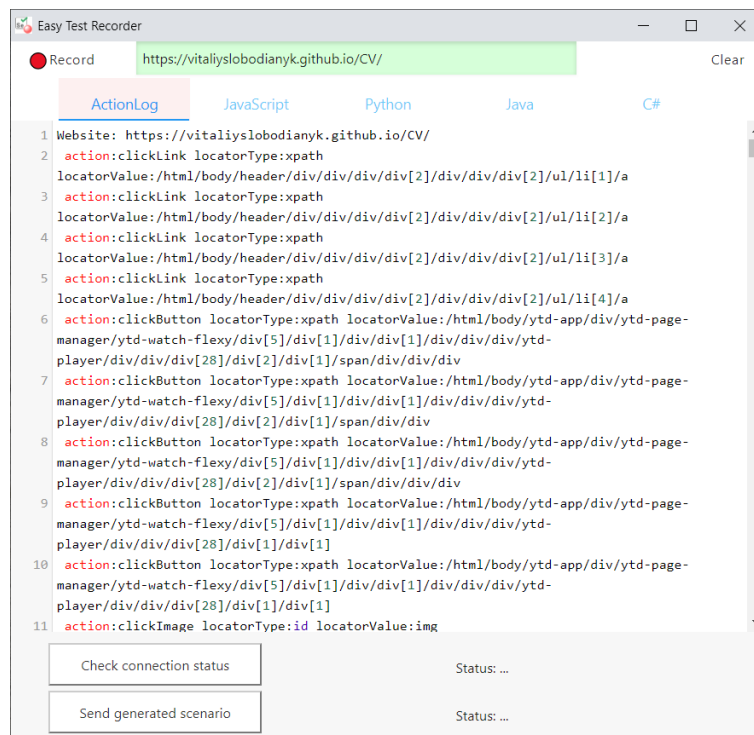 Easy Test Recorder
Record
https://vitaliyslobodianyk.github.io/CV/
Clear
ActionLog JavaScript Python Java C#
1 Website: https://vitaliyslobodianyk.github.io/CV/
2 action:clickLink locatorType:xpath
locatorValue:/html/body/header/div/div/div/div[2]/div/div/div[2]/ul/li[1]/a
3 action:clickLink locatorType:xpath
locatorValue:/html/body/header/div/div/div/div[2]/div/div/div[2]/ul/li[2]/a
4 action:clickLink locatorType:xpath
locatorValue:/html/body/header/div/div/div/div[2]/div/div/div[2]/ul/li[3]/a
5 action:clickLink locatorType:xpath
locatorValue:/html/body/header/div/div/div/div[2]/div/div/div[2]/ul/li[4]/a
6 action:clickButton locatorType:xpath locatorValue:/html/body/ytd-app/div/ytd-page-
manager/ytd-watch-flexy/div[5]/div[1]/div/div[1]/div/div/div/ytd-
player/div/div/div[28]/div[2]/div[1]/span/div/div/div
7 action:clickButton locatorType:xpath locatorValue:/html/body/ytd-app/div/ytd-page-
manager/ytd-watch-flexy/div[5]/div[1]/div/div[1]/div/div/div/ytd-
player/div/div/div[28]/div[2]/div[1]/span/div/div
8 action:clickButton locatorType:xpath locatorValue:/html/body/ytd-app/div/ytd-page-
manager/ytd-watch-flexy/div[5]/div[1]/div/div[1]/div/div/div/ytd-
player/div/div/div[28]/div[2]/div[1]/span/div/div/div
9 action:clickButton locatorType:xpath locatorValue:/html/body/ytd-app/div/ytd-page-
manager/ytd-watch-flexy/div[5]/div[1]/div/div[1]/div/div/div/ytd-
player/div/div/div[28]/div[1]/div[1]
10 action:clickButton locatorType:xpath locatorValue:/html/body/ytd-app/div/ytd-page-
manager/ytd-watch-flexy/div[5]/div[1]/div/div[1]/div/div/div/ytd-
player/div/div/div[28]/div[1]/div[1]
11 action:clickImage locatorType:id locatorValue:img
Check connection status
Status: ...
Send generated scenario
Status: ...